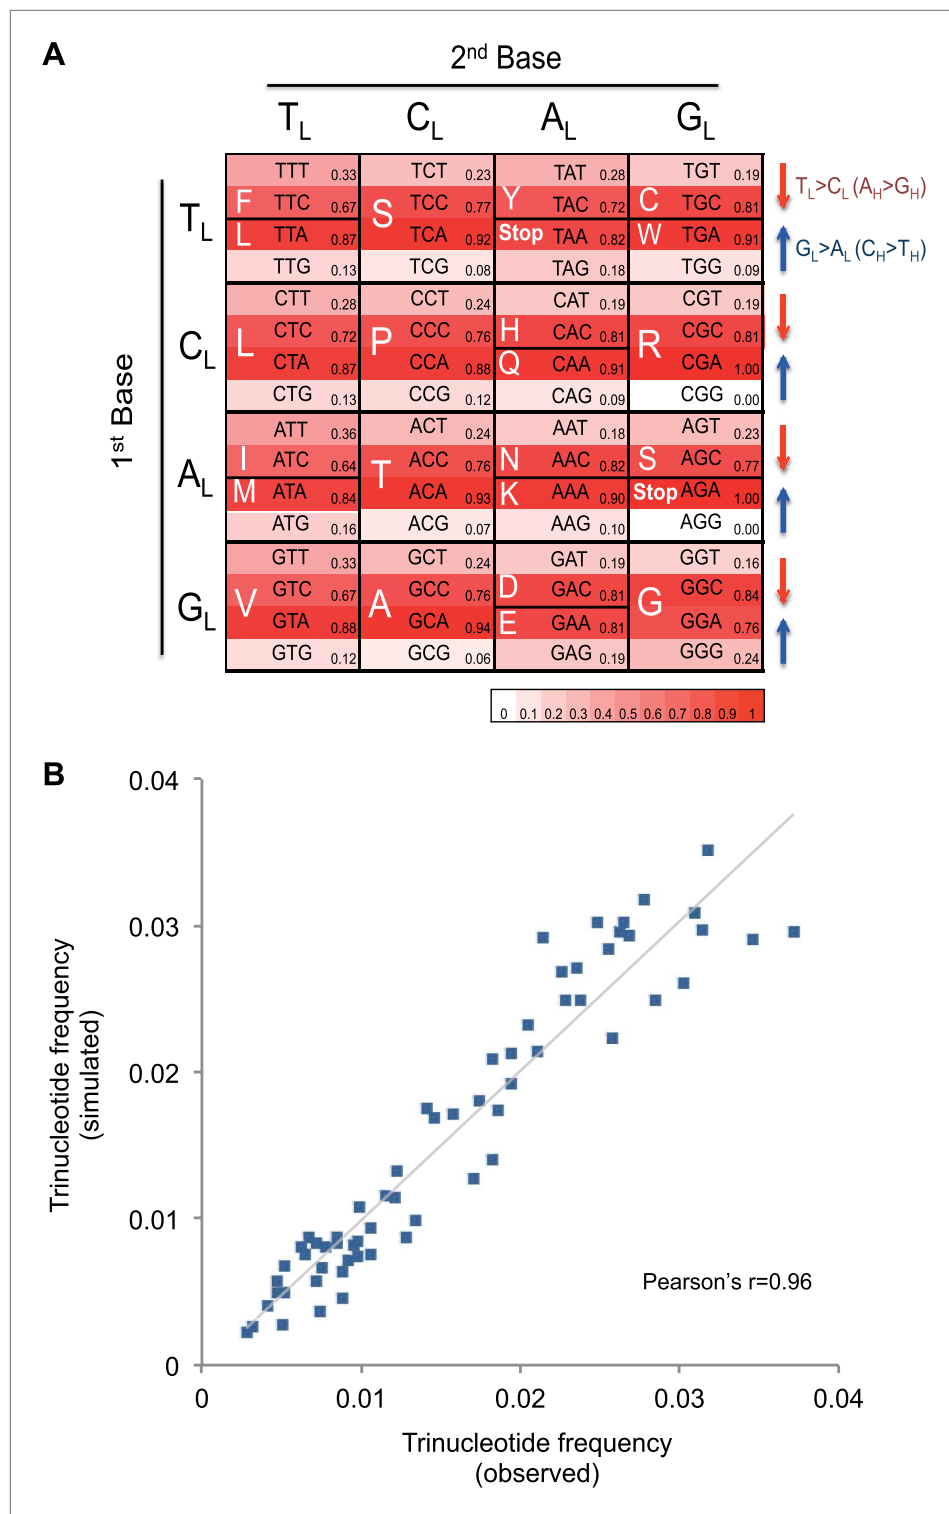 A
2nd Base
TL CL AL GL
1st Base
TL
TTT 0.33 TCT 0.23 TAT 0.28 TGT 0.19
F TTC 0.67 S TCC 0.77 Y TAC 0.72 C TGC 0.81
L TTA 0.87 TCA 0.92 Stop TAA 0.82 W TGA 0.91
TTG 0.13 TCG 0.08 TAG 0.18 TGG 0.09
TL>CL (AH>GH)
GL>AL (CH>TH)
CL
CTT 0.28 CCT 0.24 CAT 0.19 CGT 0.19
L CTC 0.72 P CCC 0.76 H CAC 0.81 R CGC 0.81
CTA 0.87 CCA 0.88 Q CAA 0.91 CGA 1.00
CTG 0.13 CCG 0.12 CAG 0.09 CGG 0.00
AL
ATT 0.36 ACT 0.24 AAT 0.18 AGT 0.23
I ATC 0.64 T ACC 0.76 N AAC 0.82 S AGC 0.77
M ATA 0.84 ACA 0.93 K AAA 0.90 Stop AGA 1.00
ATG 0.16 ACG 0.07 AAG 0.10 AGG 0.00
GL
GTT 0.33 GCT 0.24 GAT 0.19 GGT 0.16
V GTC 0.67 A GCC 0.76 D GAC 0.81 G GGC 0.84
GTA 0.88 GCA 0.94 E GAA 0.81 GGA 0.76
GTG 0.12 GCG 0.06 GAG 0.19 GGG 0.24
0 0.1 0.2 0.3 0.4 0.5 0.6 0.7 0.8 0.9 1
B
0.04
0.03
0.02
0.01
0
Trinucleotide frequency
(simulated)
Pearson's r=0.96
0 0.01 0.02 0.03 0.04
Trinucleotide frequency
(observed)